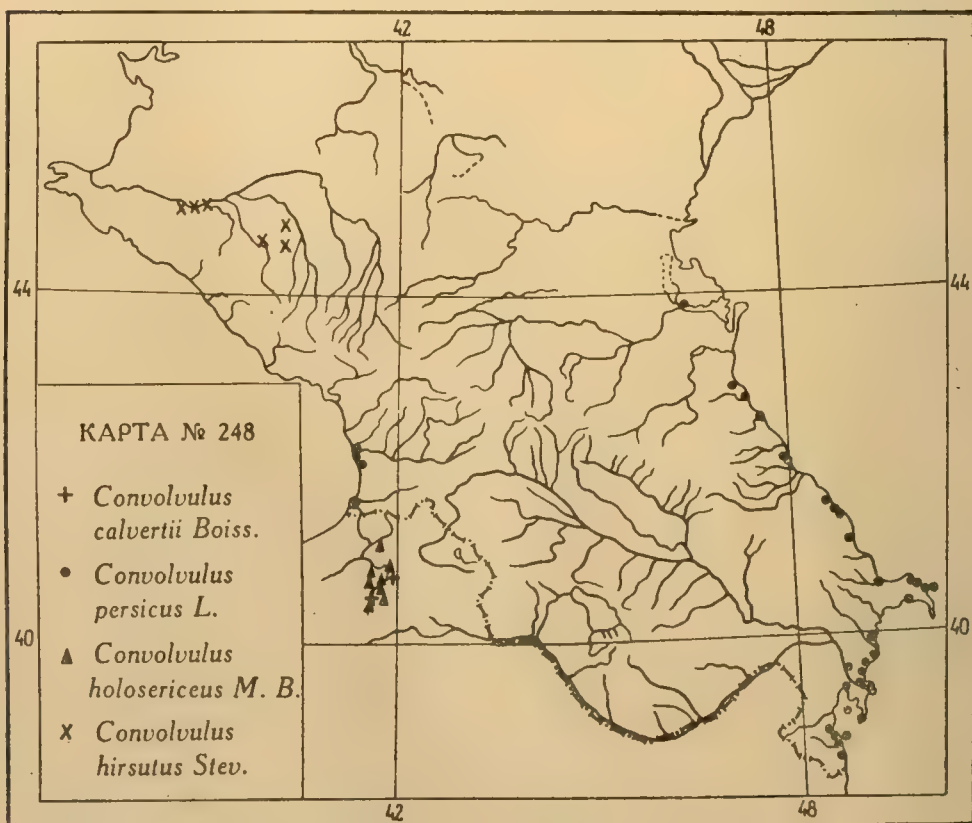 42 48
44 44
КАРТА № 248
+ Convolvulus
calvertii Boiss.
• Convolvulus
persicus L.
▲ Convolvulus
holosericeus M. B.
x Convolvulus
hirsutus Stev.
40 40
42 48